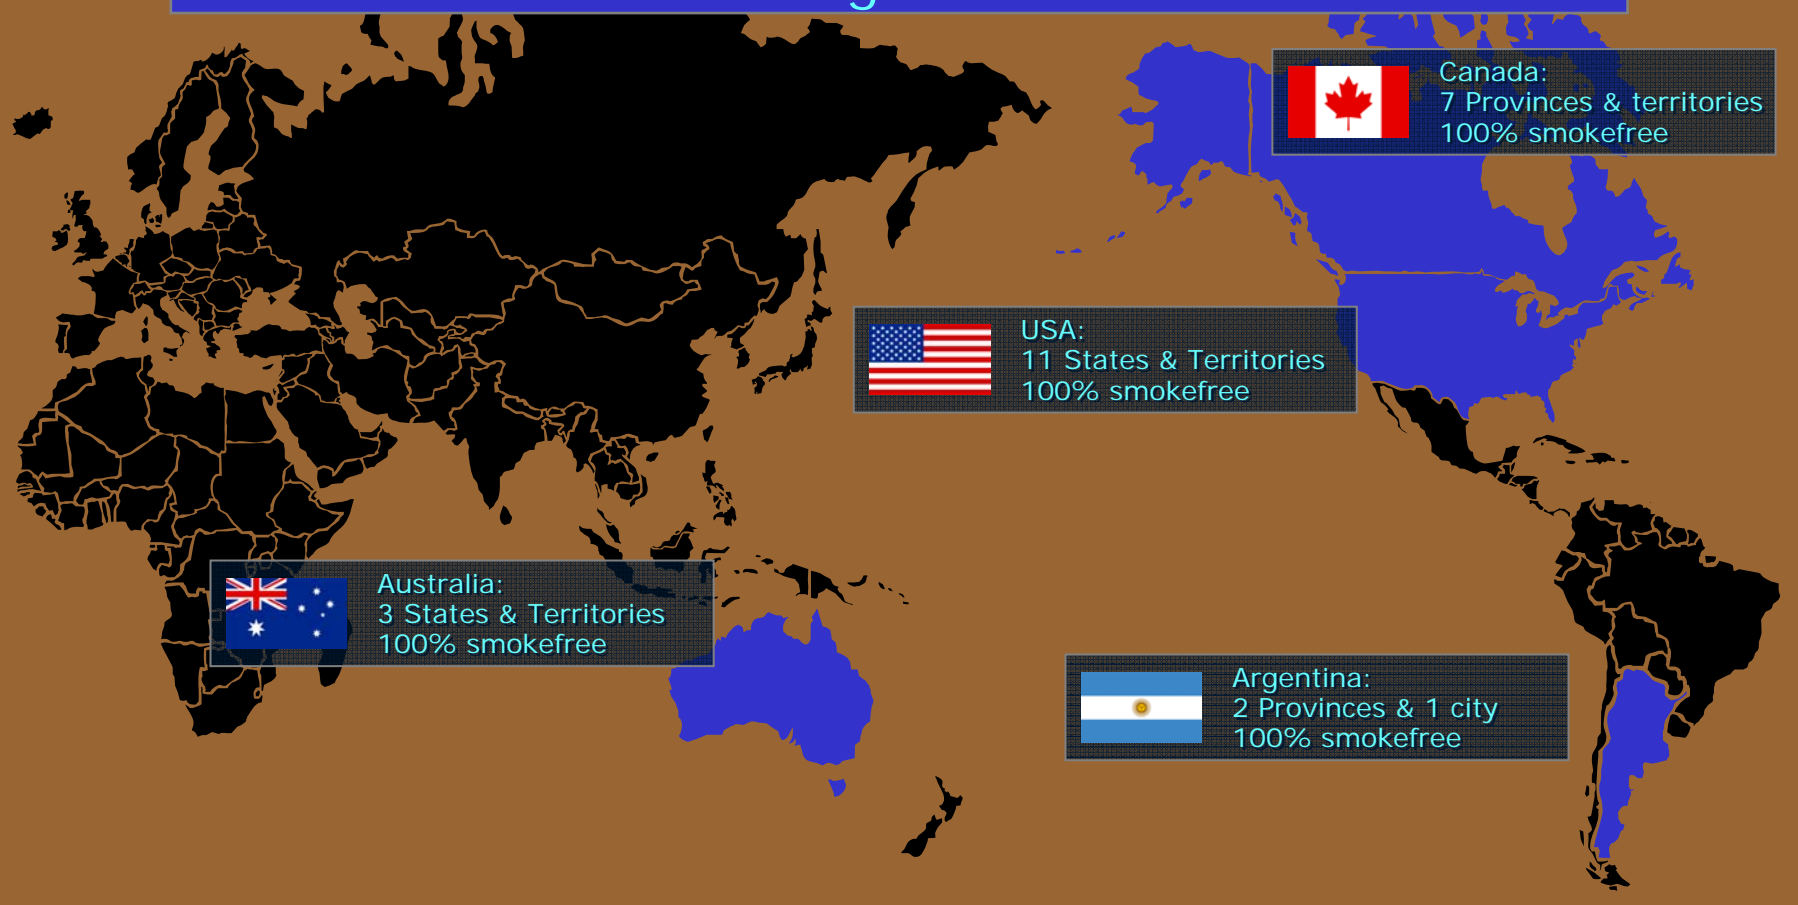 Canada:
7 Provinces & territories
100% smokefree
USA:
11 States & Territories
100% smokefree
Australia:
3 States & Territories
100% smokefree
Argentina:
2 Provinces & 1 city
100% smokefree